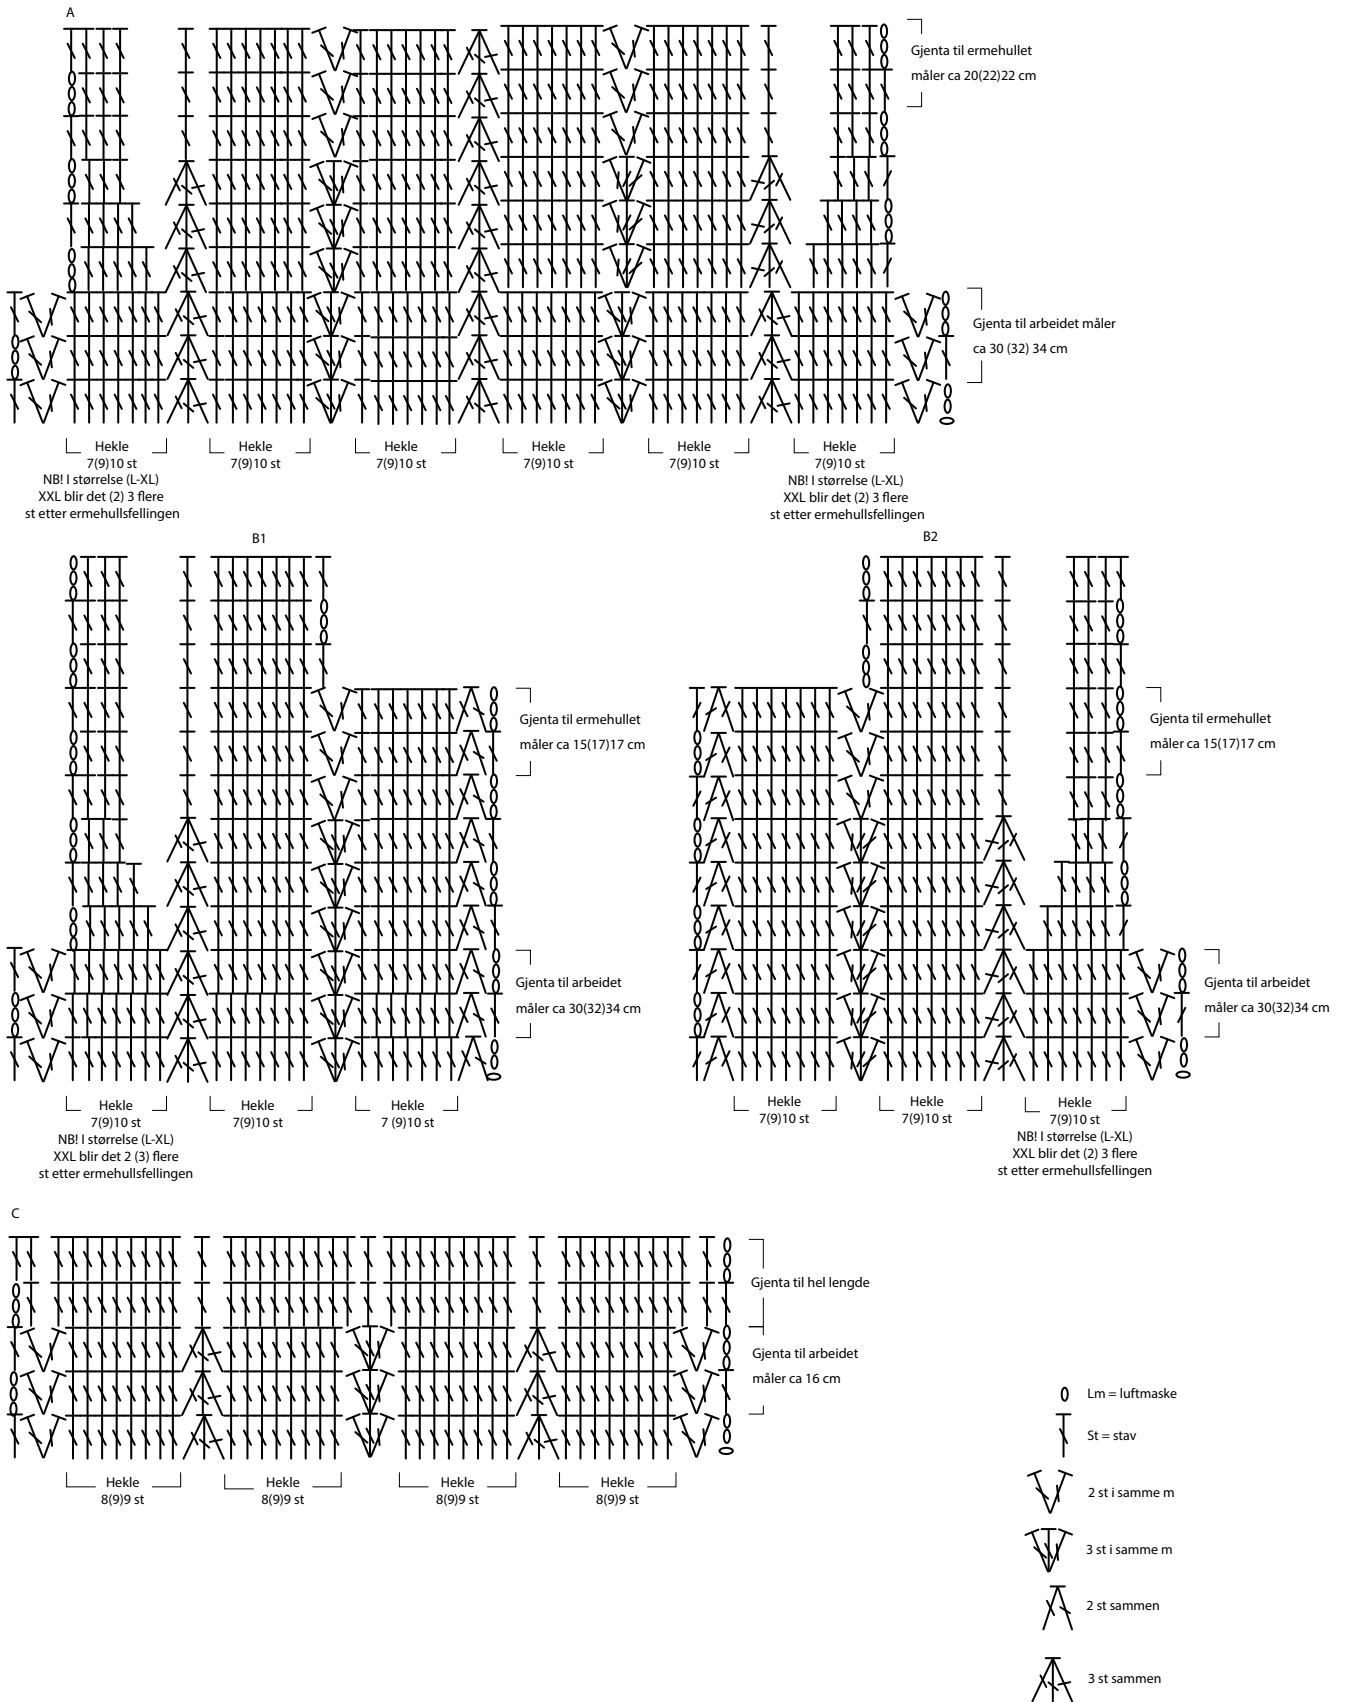 A
Gjenta til ermehullet
måler ca 20(22)22 cm
Gjenta til arbeidet måler
ca 30 (32) 34 cm
Hekle
7(9)10 st
NB! I størrelse (L-XL)
XXL blir det (2) 3 flere
st etter ermehullsfellingen
Hekle
7(9)10 st
Hekle
7(9)10 st
Hekle
7(9)10 st
Hekle
7(9)10 st
Hekle
7(9)10 st
NB! I størrelse (L-XL)
XXL blir det (2) 3 flere
st etter ermehullsfellingen
B1
Gjenta til ermehullet
måler ca 15(17)17 cm
Gjenta til arbeidet
måler ca 30(32)34 cm
Hekle
7(9)10 st
NB! I størrelse (L-XL)
XXL blir det 2 (3) flere
st etter ermehullsfellingen
Hekle
7(9)10 st
Hekle
7 (9)10 st
B2
Gjenta til ermehullet
måler ca 15(17)17 cm
Gjenta til arbeidet
måler ca 30(32)34 cm
Hekle
7(9)10 st
Hekle
7(9)10 st
Hekle
7(9)10 st
NB! I størrelse (L-XL)
XXL blir det (2) 3 flere
st etter ermehullsfellingen
C
Gjenta til hel lengde
Gjenta til arbeidet
måler ca 16 cm
Hekle
8(9)9 st
Hekle
8(9)9 st
Hekle
8(9)9 st
Hekle
8(9)9 st
Lm = luftmaske
St = stav
2 st i samme m
3 st i samme m
2 st sammen
3 st sammen